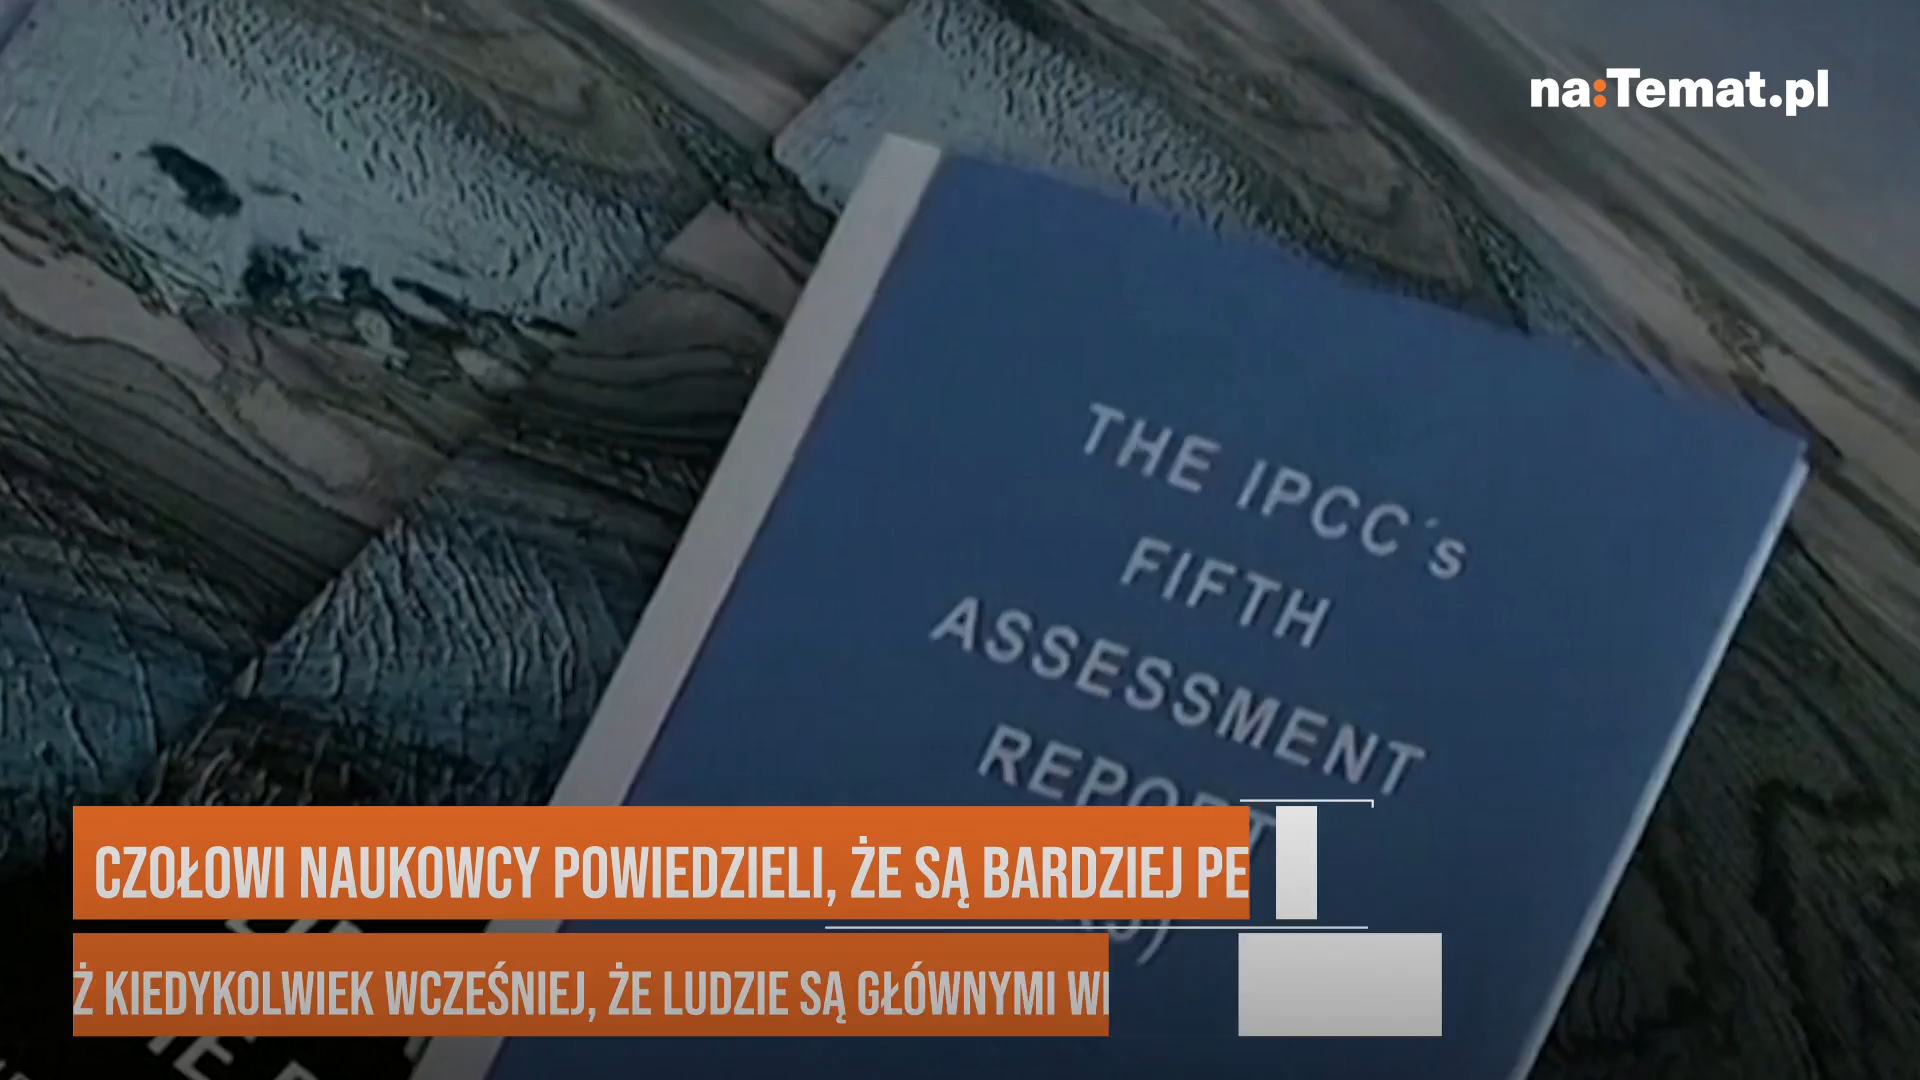 na:Temat.pl
THE IPCC´s
FIFTH
ASSESSMENT
REPORT
CZOŁOWI NAUKOWCY POWIEDZIELI, ŻE SĄ BARDZIEJ PE
Ż KIEDYKOLWIEK WCZEŚNIEJ, ŻE LUDZIE SĄ GŁÓWNYMI WI